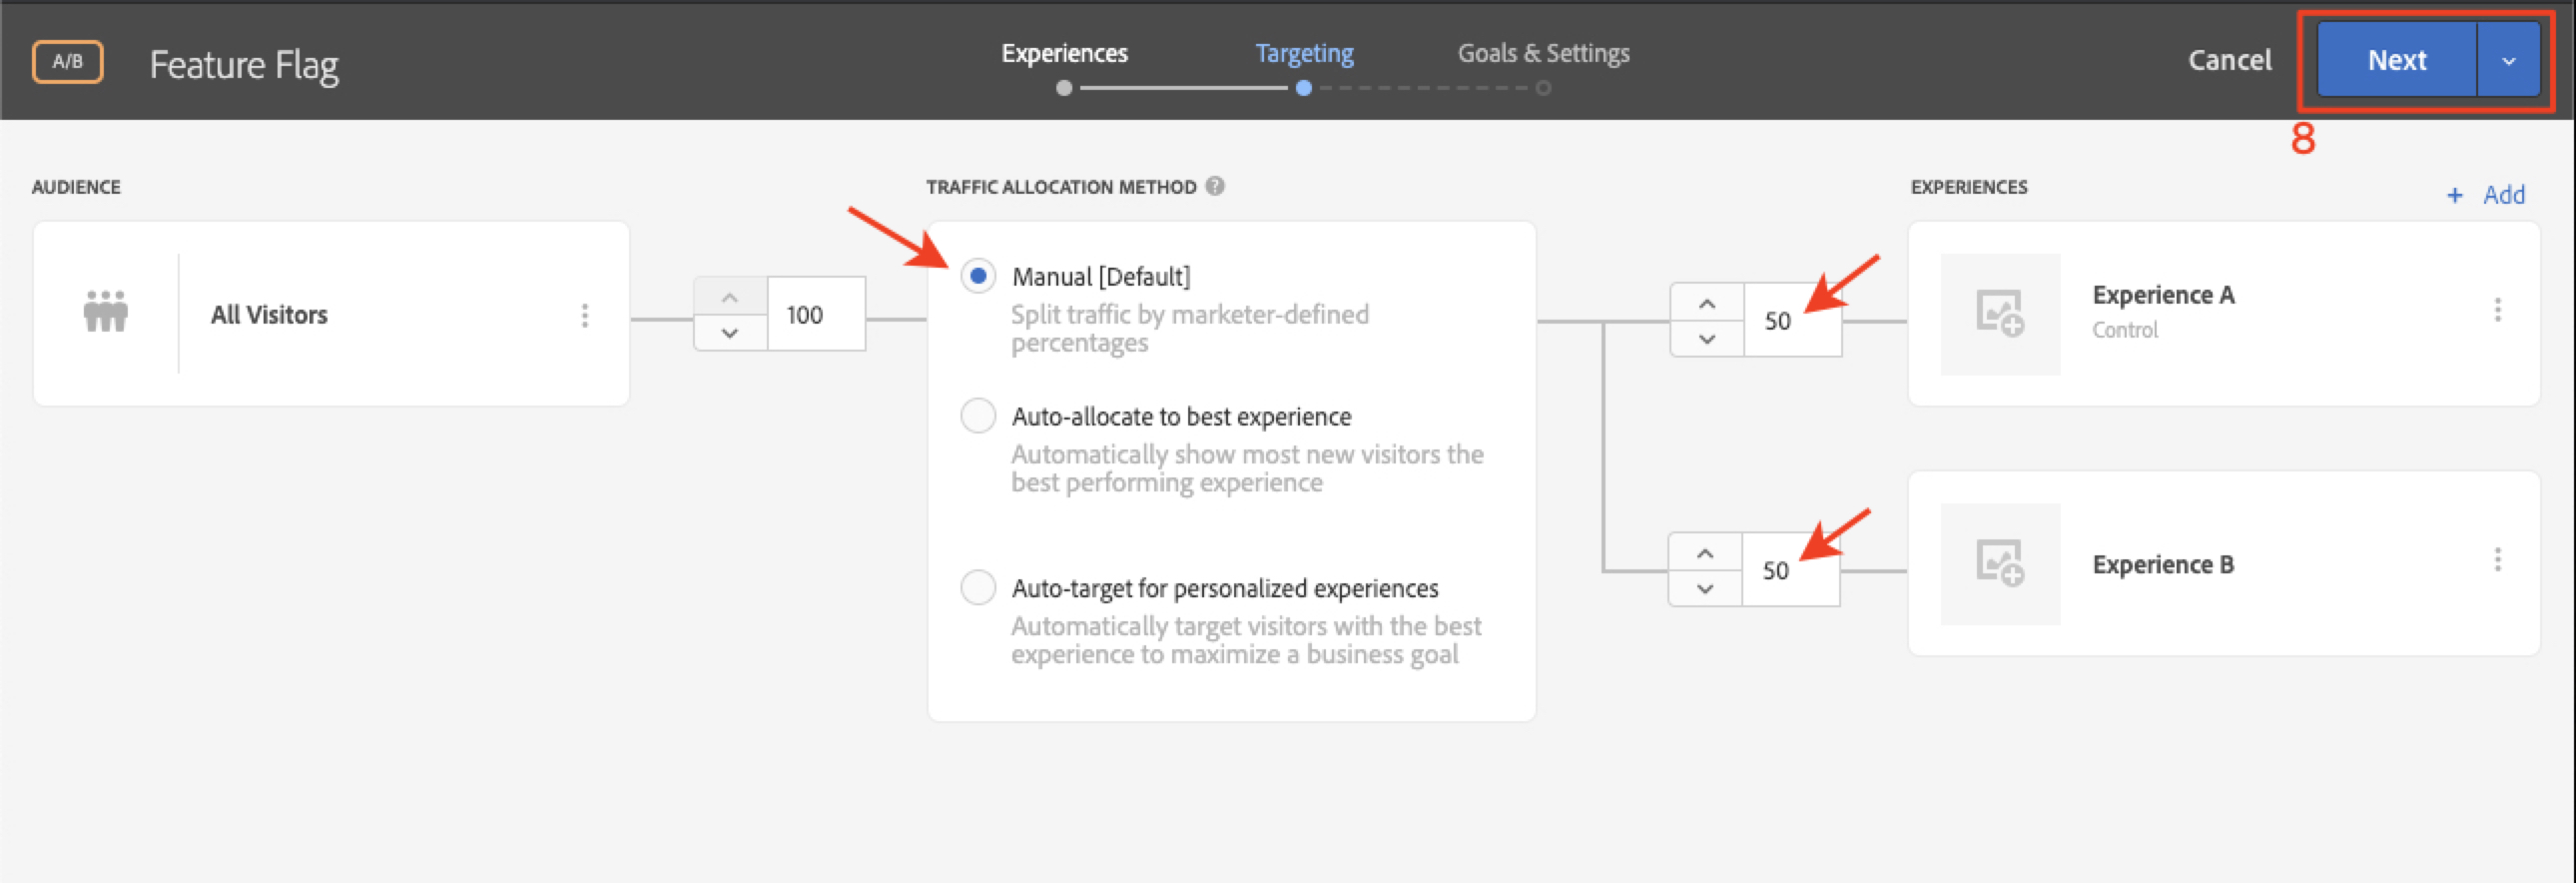 A/B
Feature Flag
Experiences
Targeting
Goals & Settings
Cancel
Next
8
AUDIENCE
TRAFFIC ALLOCATION METHOD ?
EXPERIENCES
+ Add
All Visitors
100
Manual [Default]
Split traffic by marketer-defined
percentages
Auto-allocate to best experience
Automatically show most new visitors the
best performing experience
Auto-target for personalized experiences
Automatically target visitors with the best
experience to maximize a business goal
50
Experience A
Control
50
Experience B